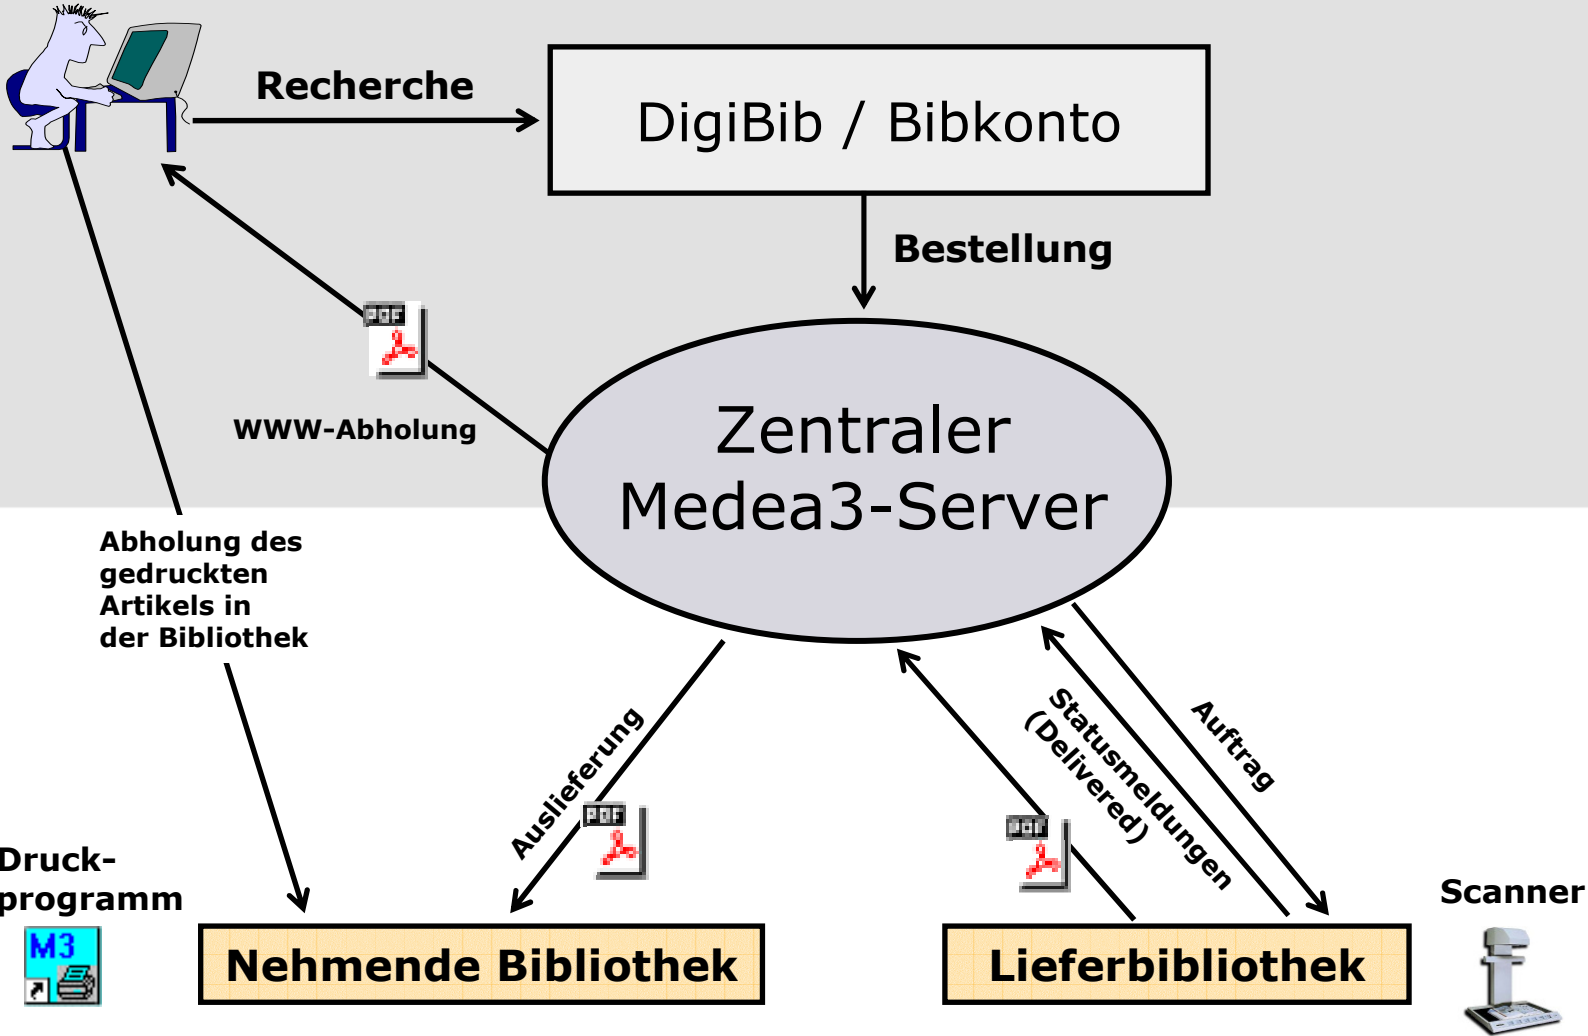 Recherche
DigiBib / Bibkonto
Bestellung
PDF
WWW-Abholung
Zentraler
Medea3-Server
Abholung des
gedruckten
Artikels in
der Bibliothek
Auslieferung
PDF
PDF
Statusmeldungen
(Delivered)
Auftrag
Druck-
programm
M3
Nehmende Bibliothek
Lieferbibliothek
Scanner